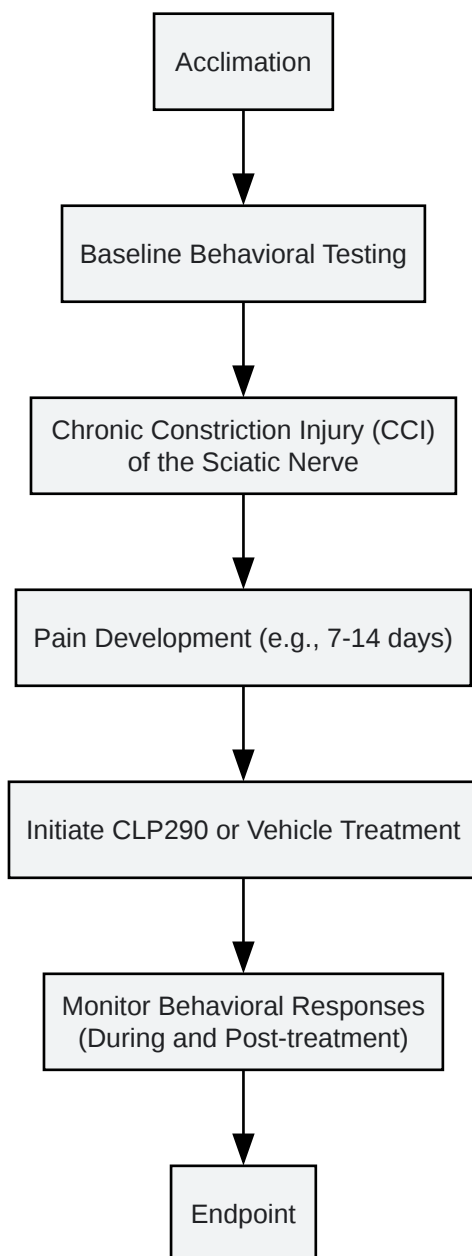 Acclimation
Baseline Behavioral Testing
Chronic Constriction Injury (CCI)
of the Sciatic Nerve
Pain Development (e.g., 7-14 days)
Initiate CLP290 or Vehicle Treatment
Monitor Behavioral Responses
(During and Post-treatment)
Endpoint